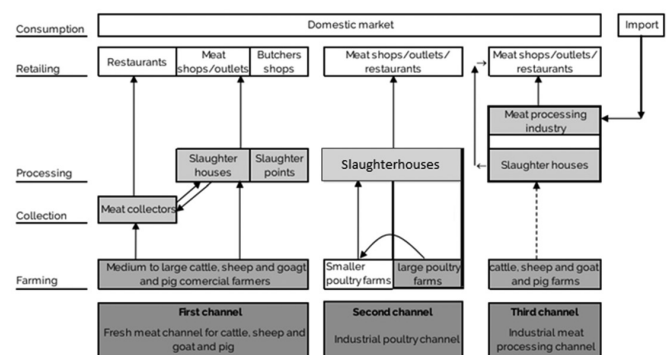 Consumption
Domestic market
Import
Retailing
Restaurants
Meat
shops/outlets
Butchers
shops
Meat shops/outlets/
restaurants
Meat shops/outlets/
restaurants
Meat processing
industry
Processing
Slaughter
houses
Slaughter
points
Slaughterhouses
Slaughter houses
Collection
Meat collectors
Farming
Medium to large cattle, sheep and goagt
and pig comercial farmers
Smaller
poultry farms
large poultry
farms
cattle, sheep and goat
and pig farms
First channel
Fresh meat channel for cattle, sheep and
goat and pig
Second channel
Industrial poultry channel
Third channel
Industrial meat
processing channel